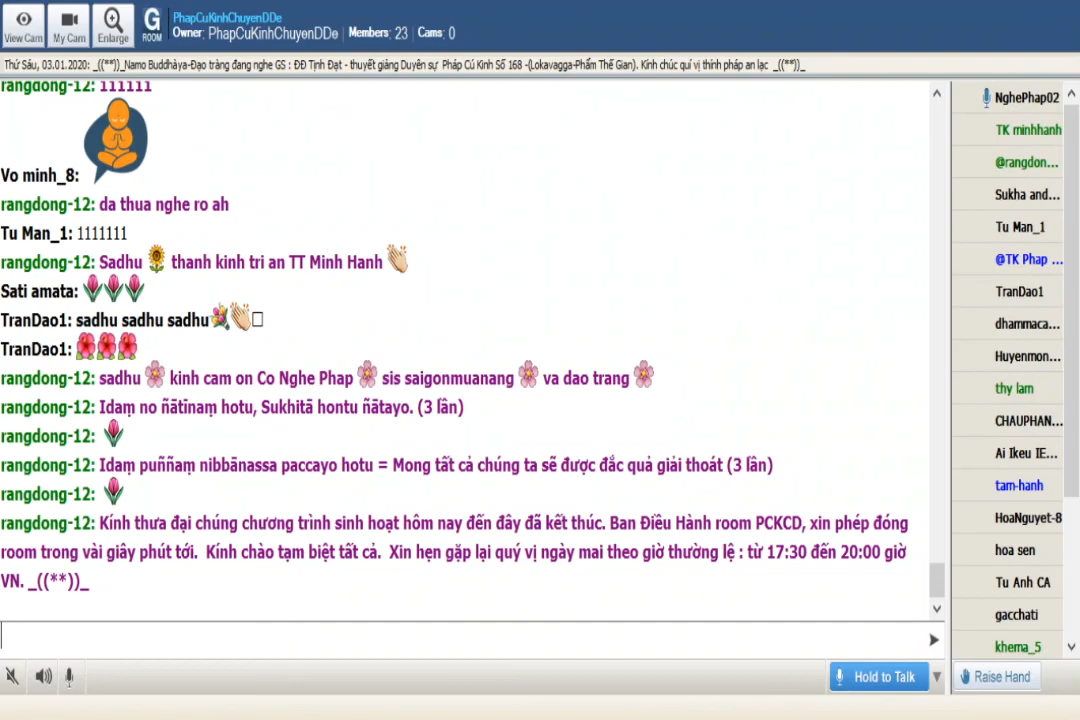 View Cam
My Cam
Enlarge
G
ROOM
PhapCuKinhChuyenDDe
Owner: PhapCuKinhChuyenDDe | Members: 23 | Cams: 0
Thứ Sáu, 03.01.2020: _((**))_Namo Buddhàya-Đạo tràng đang nghe GS : ĐĐ Tịnh Đạt - thuyết giảng Duyên sự Pháp Cú Kinh Số 168 -(Lokavagga-Phẩm Thế Gian). Kính chúc quí vị thính pháp an lạc _((**))_
rangdong-12: 111111
Vo minh_8:
rangdong-12: da thua nghe ro ah
Tu Man_1: 1111111
rangdong-12: Sadhu 🌻 thanh kinh tri an TT Minh Hanh 👏
Sati amata: 🌷🌷🌷
TranDao1: sadhu sadhu sadhu💐👏□
TranDao1: 🌺🌺🌺
rangdong-12: sadhu 🌸 kinh cam on Co Nghe Phap 🌸 sis saigonmuanang 🌸 va dao trang 🌸
rangdong-12: Idaṃ no ñātīnaṃ hotu, Sukhitā hontu ñātayo. (3 lần)
rangdong-12: 🌷
rangdong-12: Idaṃ puññaṃ nibbānassa paccayo hotu = Mong tất cả chúng ta sẽ được đắc quả giải thoát (3 lần)
rangdong-12: 🌷
rangdong-12: Kính thưa đại chúng chương trình sinh hoạt hôm nay đến đây đã kết thúc. Ban Điều Hành room PCKCD, xin phép đóng
room trong vài giây phút tới. Kính chào tạm biệt tất cả. Xin hẹn gặp lại quý vị ngày mai theo giờ thường lệ : từ 17:30 đến 20:00 giờ
VN. _((**))_
NghePhap02
TK minhhanh
@rangdon...
Sukha and...
Tu Man_1
@TK Phap ...
TranDao1
dhammaca...
Huyenmon...
thy lam
CHAUPHAN...
Ai Ikeu IE...
tam-hanh
HoaNguyet-8
hoa sen
Tu Anh CA
gacchati
khema_5
Hold to Talk
Raise Hand